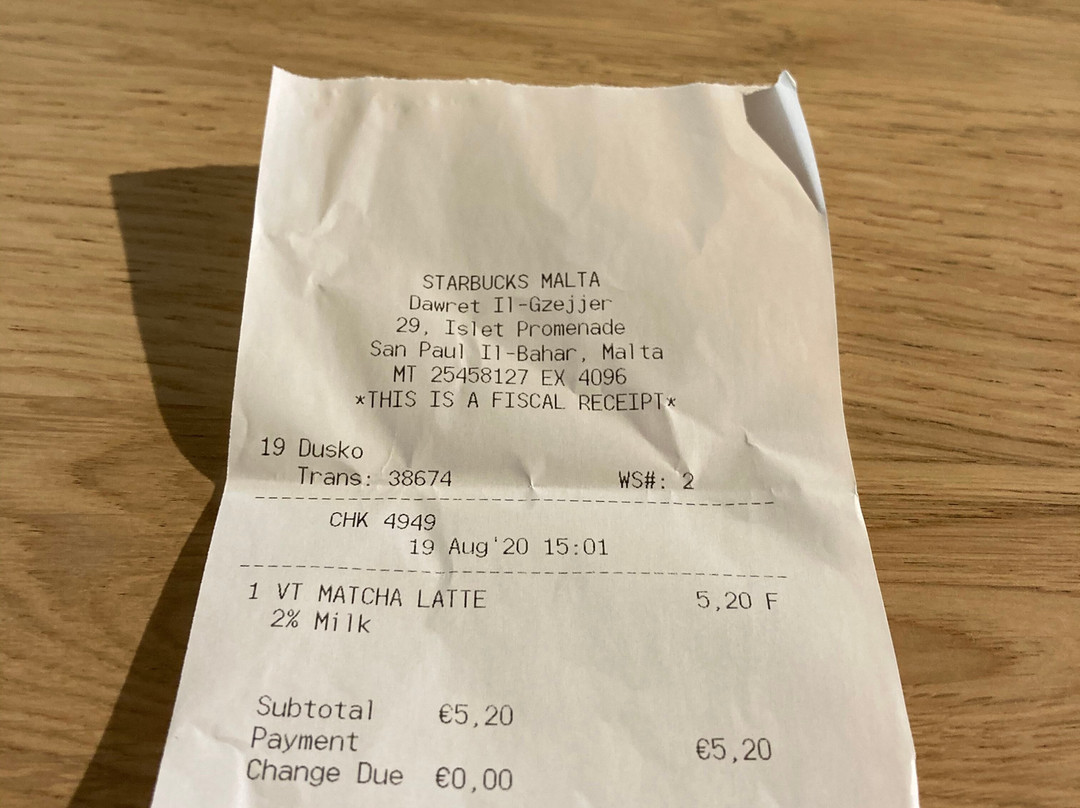 STARBUCKS MALTA
Dawret Il-Gzejjer
29, Islet Promenade
San Paul Il-Bahar, Malta
MT 25458127 EX 4096
*THIS IS A FISCAL RECEIPT*
19 Dusko
Trans: 38674 WS#: 2
CHK 4949
19 Aug'20 15:01
1 VT MATCHA LATTE 5,20 F
2% Milk
Subtotal €5,20
Payment €5,20
Change Due €0,00